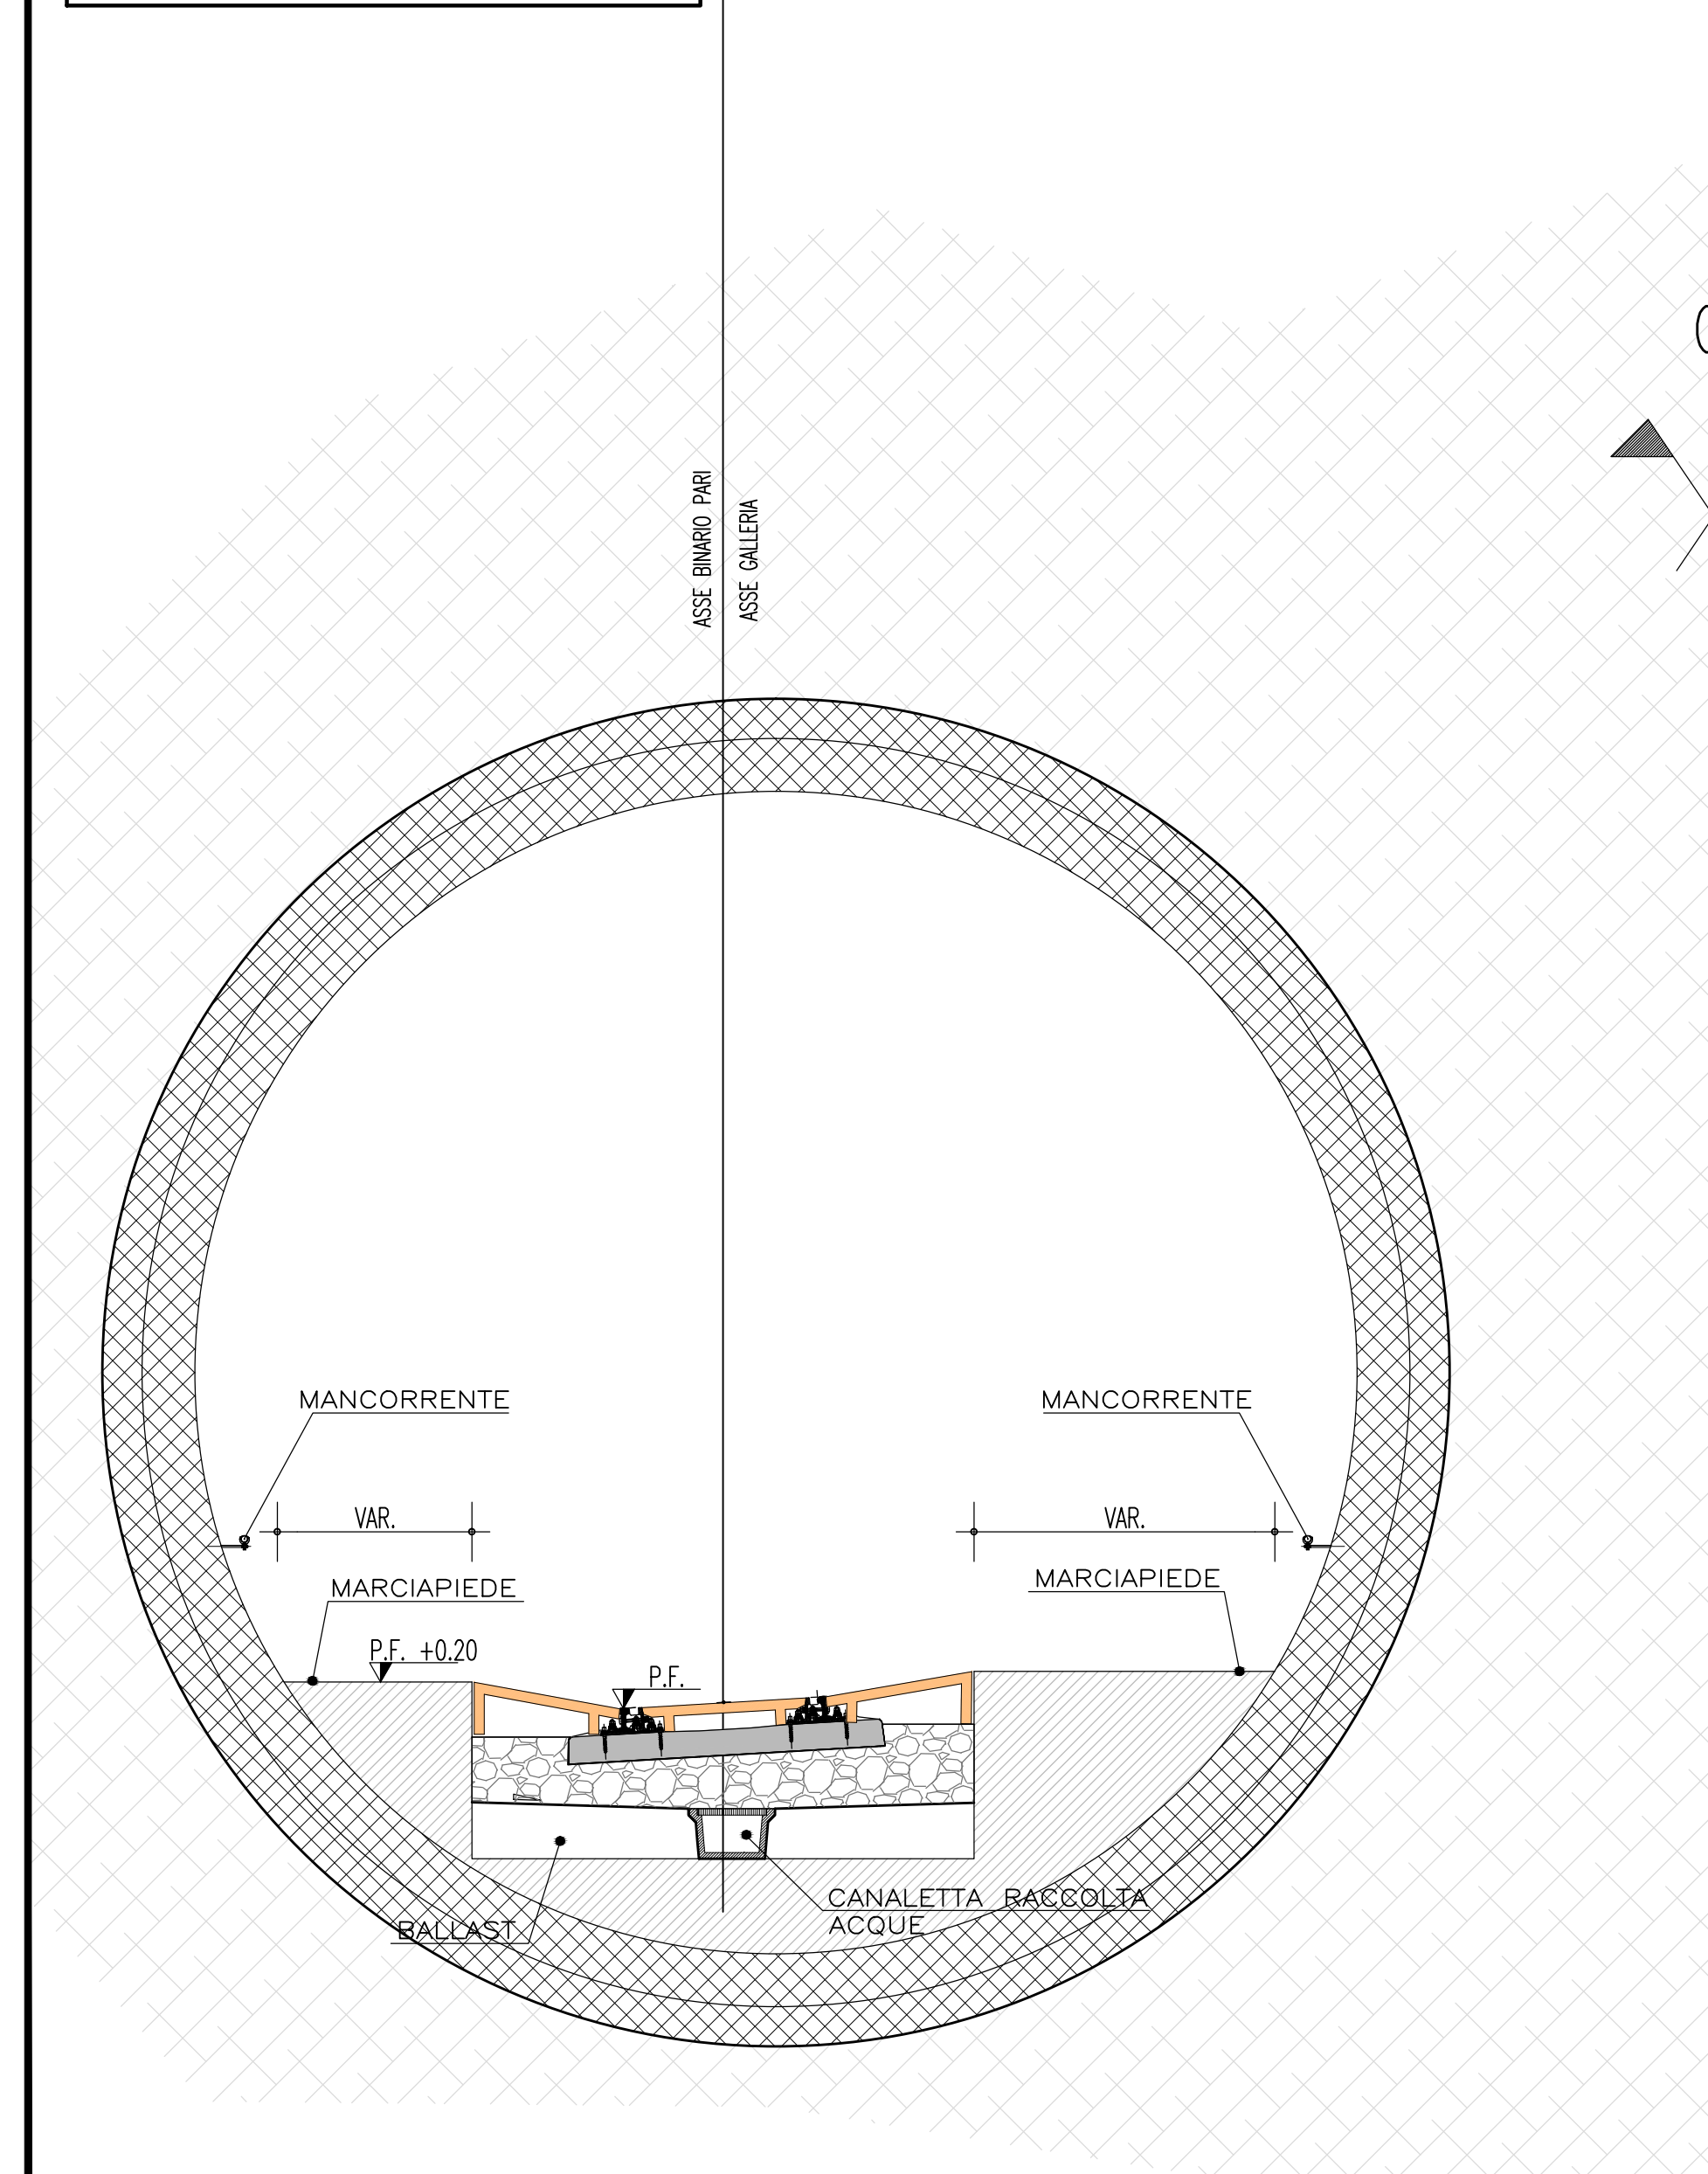 ASSE BINARIO PARI
ASSE GALLERIA
MANCORRENTE
MANCORRENTE
VAR.
VAR.
MARCIAPIEDE
MARCIAPIEDE
P.F. +0.20
P.F.
CANALETTA RACCOLTA
ACQUE
BALLAST